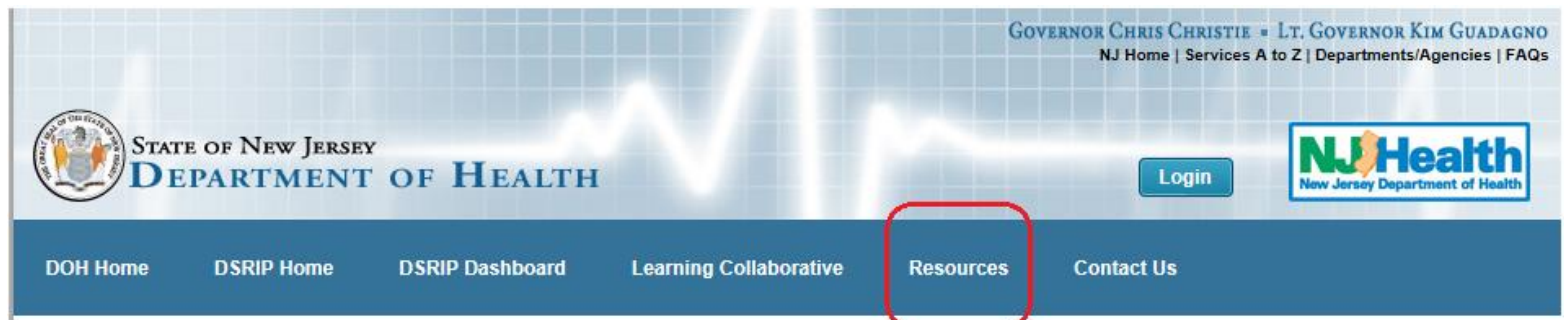 GOVERNOR CHRIS CHRISTIE ▪ LT. GOVERNOR KIM GUADAGNO
NJ Home | Services A to Z | Departments/Agencies | FAQs
STATE OF NEW JERSEY
DEPARTMENT OF HEALTH
Login
NJHealth
New Jersey Department of Health
DOH Home DSRIP Home DSRIP Dashboard Learning Collaborative Resources Contact Us